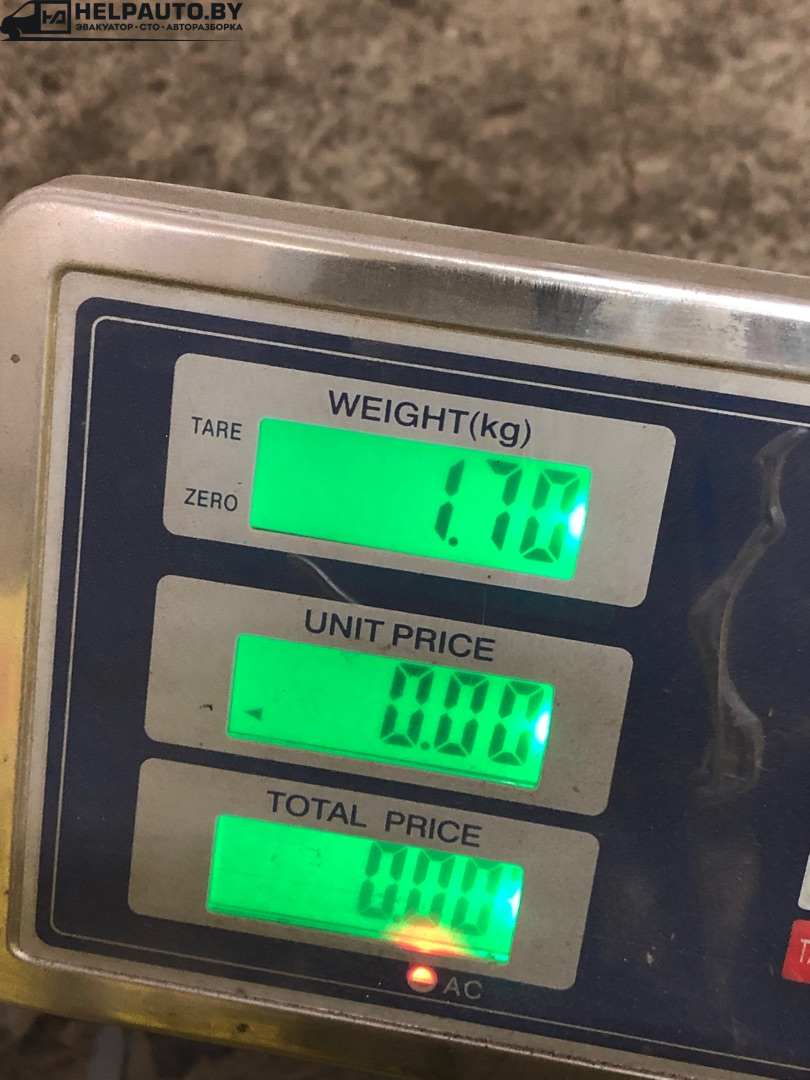 HELPAUTO.BY
ЭВАКУАТОР•СТО•АВТОРАЗБОРКА
WEIGHT(kg)
TARE
1.70
ZERO
UNIT PRICE
0.00
TOTAL PRICE
0.00
AC